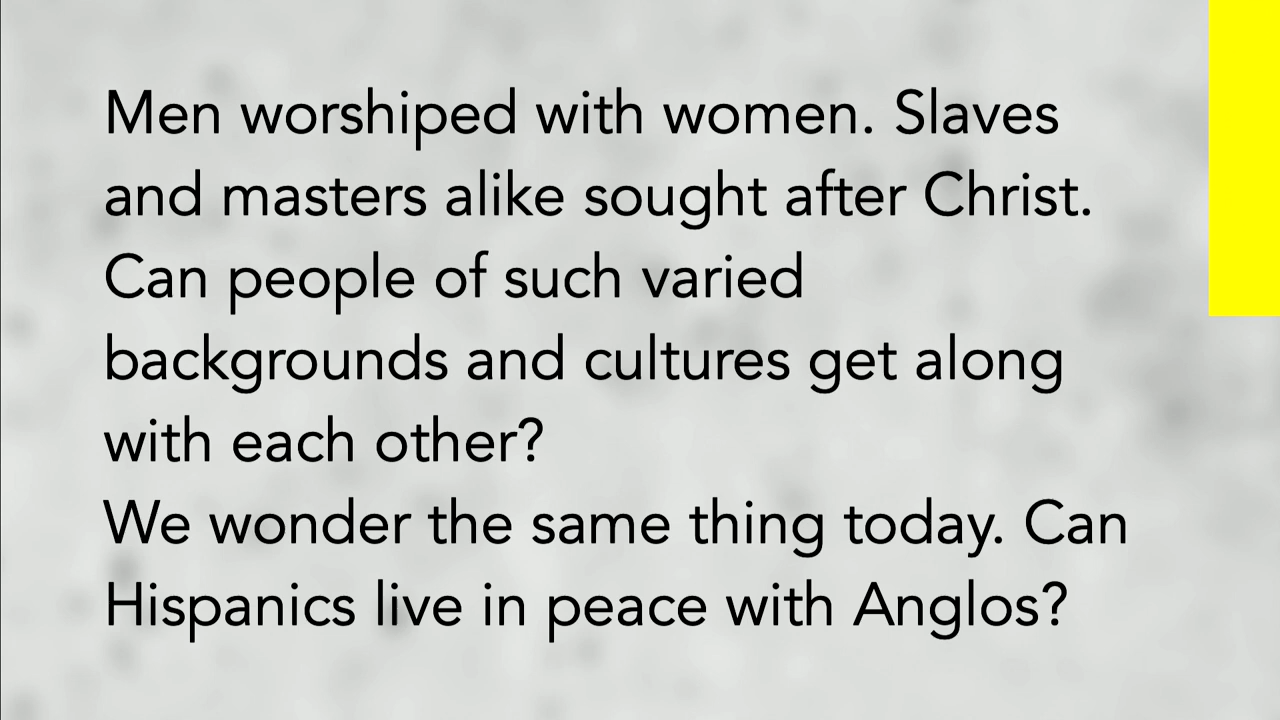 Men worshiped with women. Slaves
and masters alike sought after Christ.
Can people of such varied
backgrounds and cultures get along
with each other?
We wonder the same thing today. Can
Hispanics live in peace with Anglos?